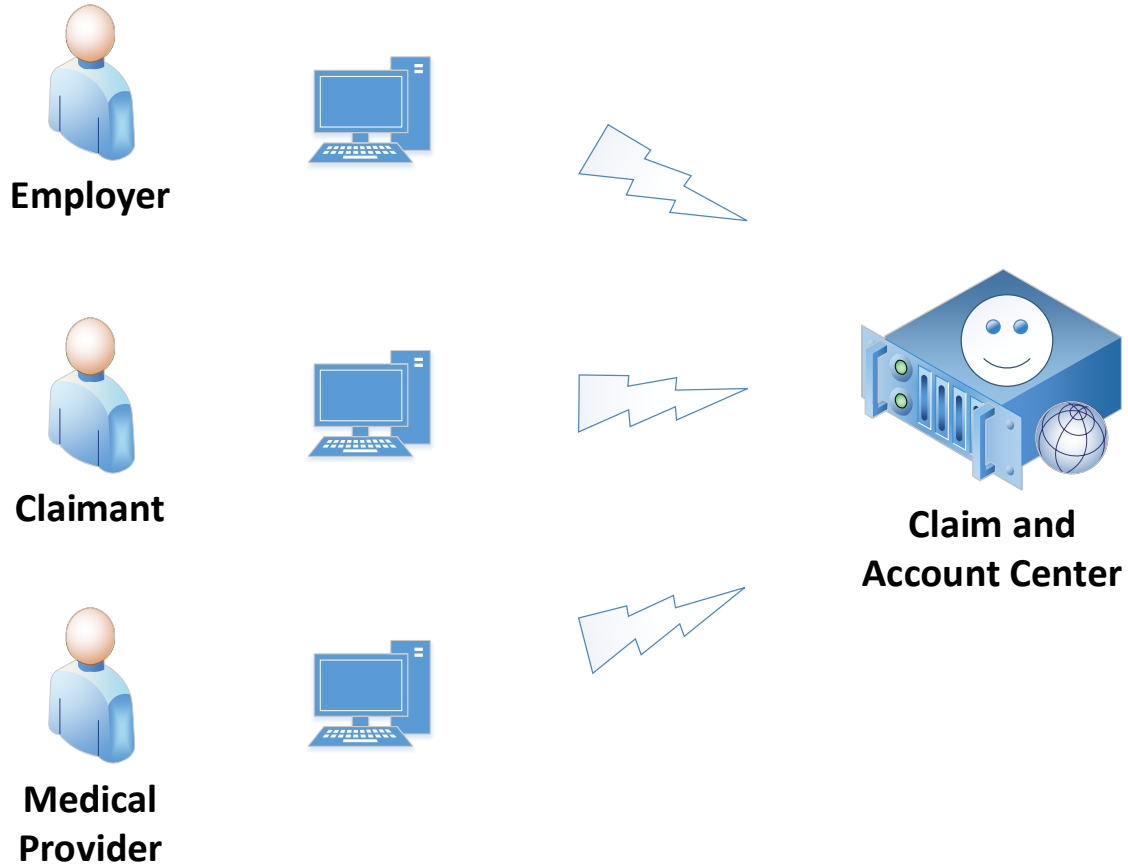 Employer
Claimant
Claim and
Account Center
Medical
Provider